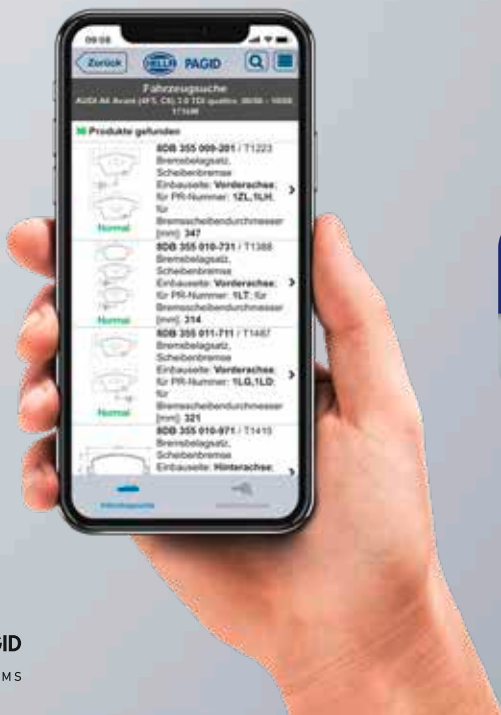 09:08
Zurück HELLA PAGID
Fahrzeugsuche
AUDI A6 Avant (4F5, C6) 3.0 TDI quattro
Produkte gefunden
8DB 355 009-201 / T1223
Bremsbelagsatz,
Scheibenbremse
Einbauseite: Vorderachse;
für PR-Nummer: 1ZL,1LH;
für
Bremsscheibendurchmesser
[mm]: 347
Normal
8DB 355 010-731 / T1388
Bremsbelagsatz,
Scheibenbremse
Einbauseite: Vorderachse;
für PR-Nummer: 1LT; für
Bremsscheibendurchmesser
[mm]: 314
Normal
8DB 355 011-711 / T1487
Bremsbelagsatz,
Scheibenbremse
Einbauseite: Vorderachse;
für PR-Nummer: 1LG,1LD;
für
Bremsscheibendurchmesser
[mm]: 321
Normal
8DB 355 010-971 / T1410
Bremsbelagsatz,
Scheibenbremse
Einbauseite: Hinterachse;
Fahrzeugsuche
GID
MS